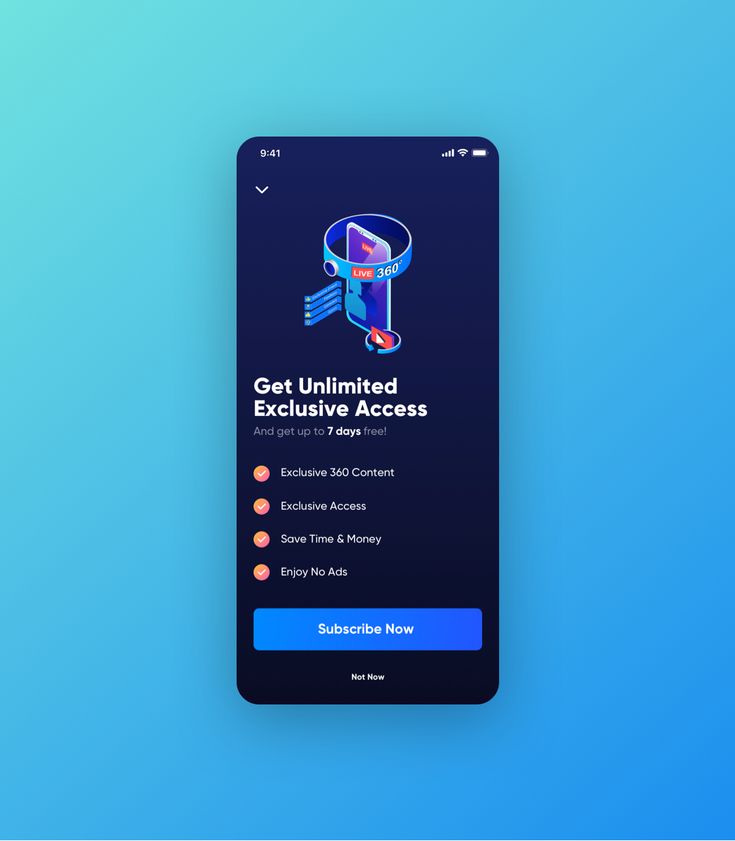 9:41
LIVE
LIVE 360°
Get Unlimited
Exclusive Access
And get up to 7 days free!
Exclusive 360 Content
Exclusive Access
Save Time & Money
Enjoy No Ads
Subscribe Now
Not Now